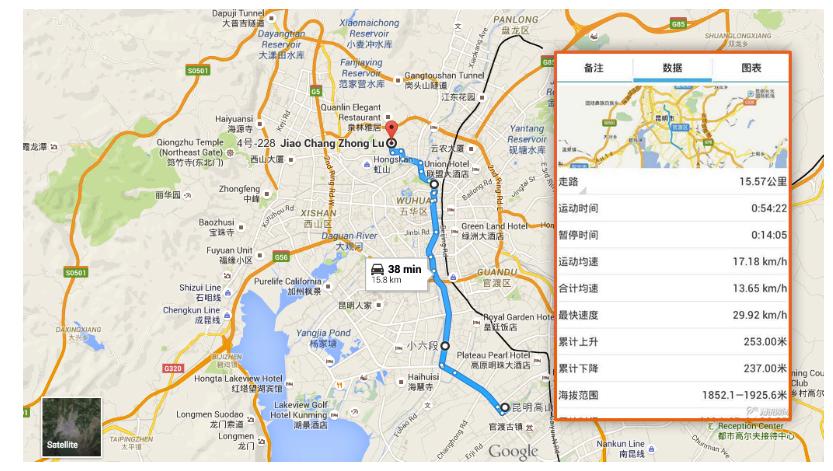 Dapuji Tunnel
大普吉隧道
Xiaomaichong
Reservoir
小麦冲水库
PANLONG
盘龙区
G85
SHUANGLONGXIANG
双龙乡
Dayangtian
Reservoir
大漾田水库
S0501
Fanjiaying
Reservoir
范家营水库
Gangtoushan Tunnel
岗头山隧道
G5
江东花园
Quanlin Elegant
Restaurant
泉林雅居
Haiyuansi
海源寺
Yantang
Reservoir
砚塘水库
Qiongzhu Temple
(Northeast Gate)
筇竹寺(东北门)
4号-228 Jiao Chang Zhong Lu
西山大厦
云农大厦
Hongshan
虹山
Union Hotel
联盟大酒店
Bailong Rd
丽华园
Zhongfeng
中峰
2nd Ring Rd W
WUHUA
五华区
XISHAN
西山区
Baozhusi
宝珠寺
Daguan River
大观河
Jinbi Rd
Green Land Hotel
绿洲大酒店
Fuyuan Unit
福缘小区
G56
38 min
15.8 km
GUANDU
官渡区
S0501
Shizui Line
石咀线
Purelife California
加州枫景
Chengkun Line
成昆线
昆明人家
Royal Garden Hotel
皇廷饭店
DAXINGXIANG
大兴乡
Yangjia Pond
杨家塘
小六段
Plateau Pearl Hotel
高原明珠大酒店
BIJIZHEN
碧鸡镇
G320
Haihuisi
海慧寺
Hongta Lakeview Hotel
红塔望湖宾馆
Lakeview Golf
Hotel Kunming
湖景酒店
Longmen Suodao
龙门索道
昆明高
官渡古镇
Satellite
TAIPINGZHEN
太平镇
Longmen
龙门
Google
Nankun Line
南昆线
Reception Center
都市高尔夫接待中心
备注 数据 图表
走路 15.57公里
运动时间 0:54:22
暂停时间 0:14:05
运动均速 17.18 km/h
合计均速 13.65 km/h
最快速度 29.92 km/h
累计上升 253.00米
累计下降 237.00米
海拔范围 1852.1—1925.6米